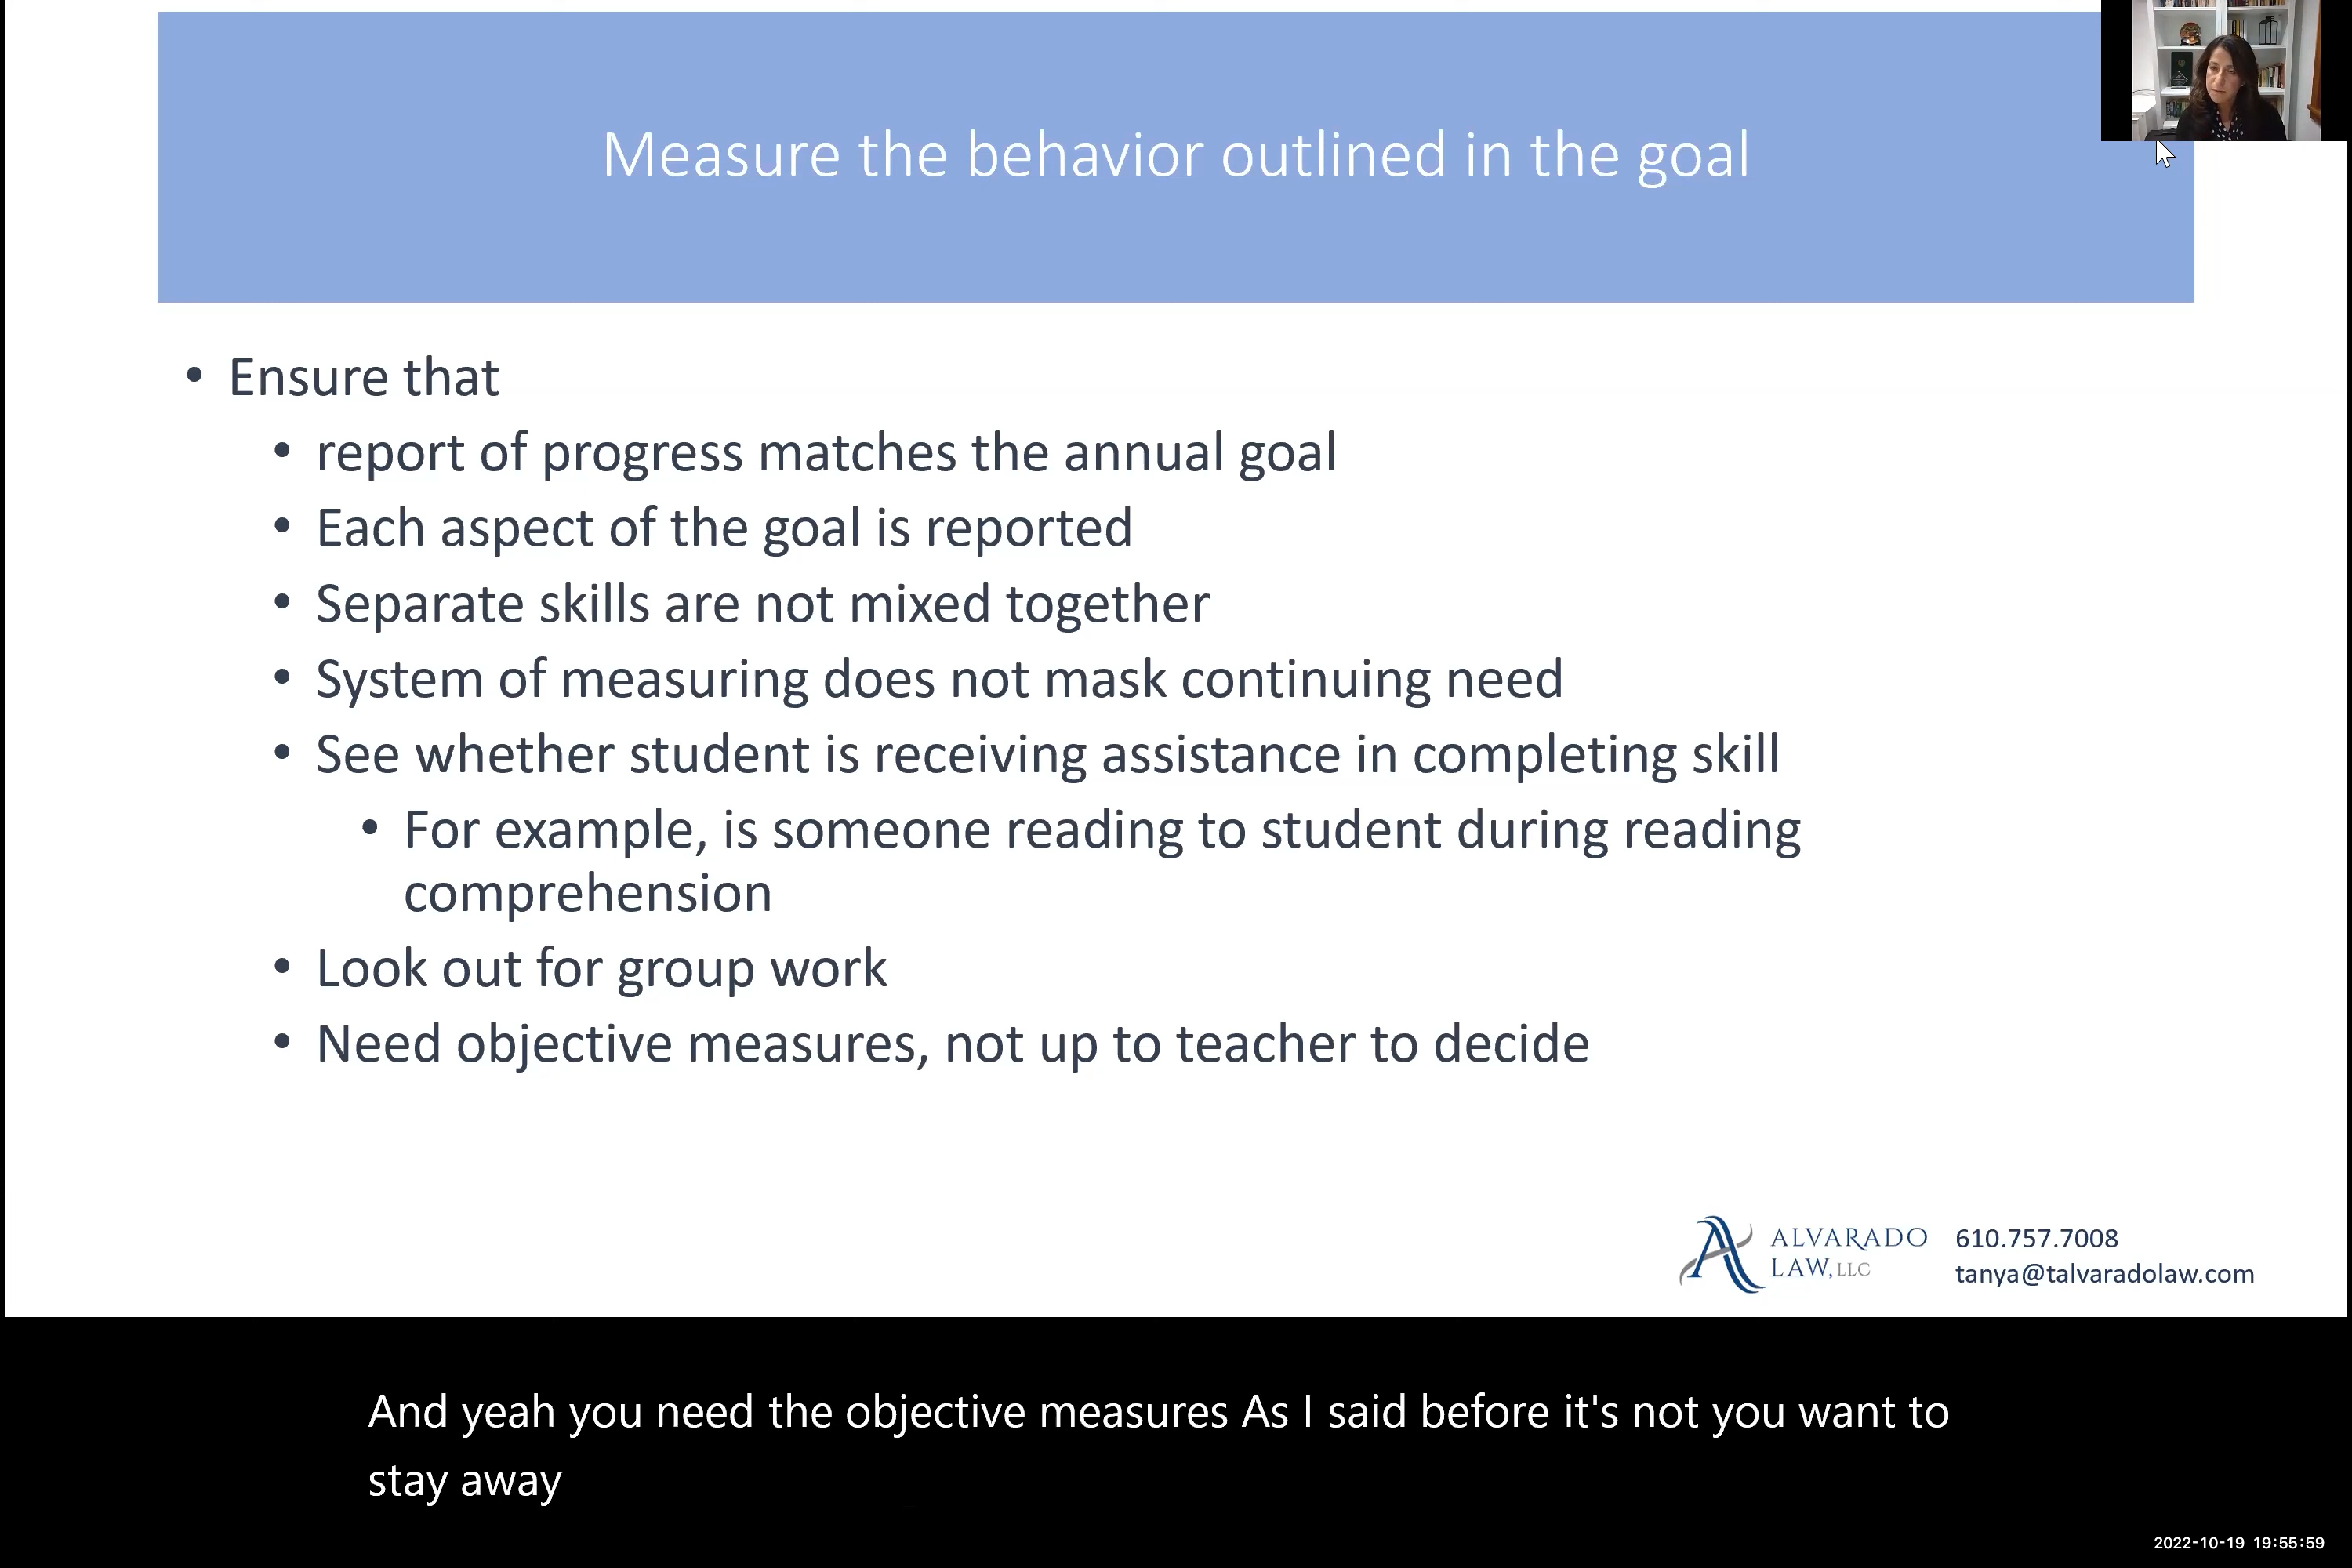 Measure the behavior outlined in the goal
• Ensure that
• report of progress matches the annual goal
• Each aspect of the goal is reported
• Separate skills are not mixed together
• System of measuring does not mask continuing need
• See whether student is receiving assistance in completing skill
• For example, is someone reading to student during reading
comprehension
• Look out for group work
• Need objective measures, not up to teacher to decide
ALVARADO
LAW, LLC
610.757.7008
tanya@talvaradolaw.com
And yeah you need the objective measures As I said before it's not you want to
stay away
2022-10-19 19:55:59